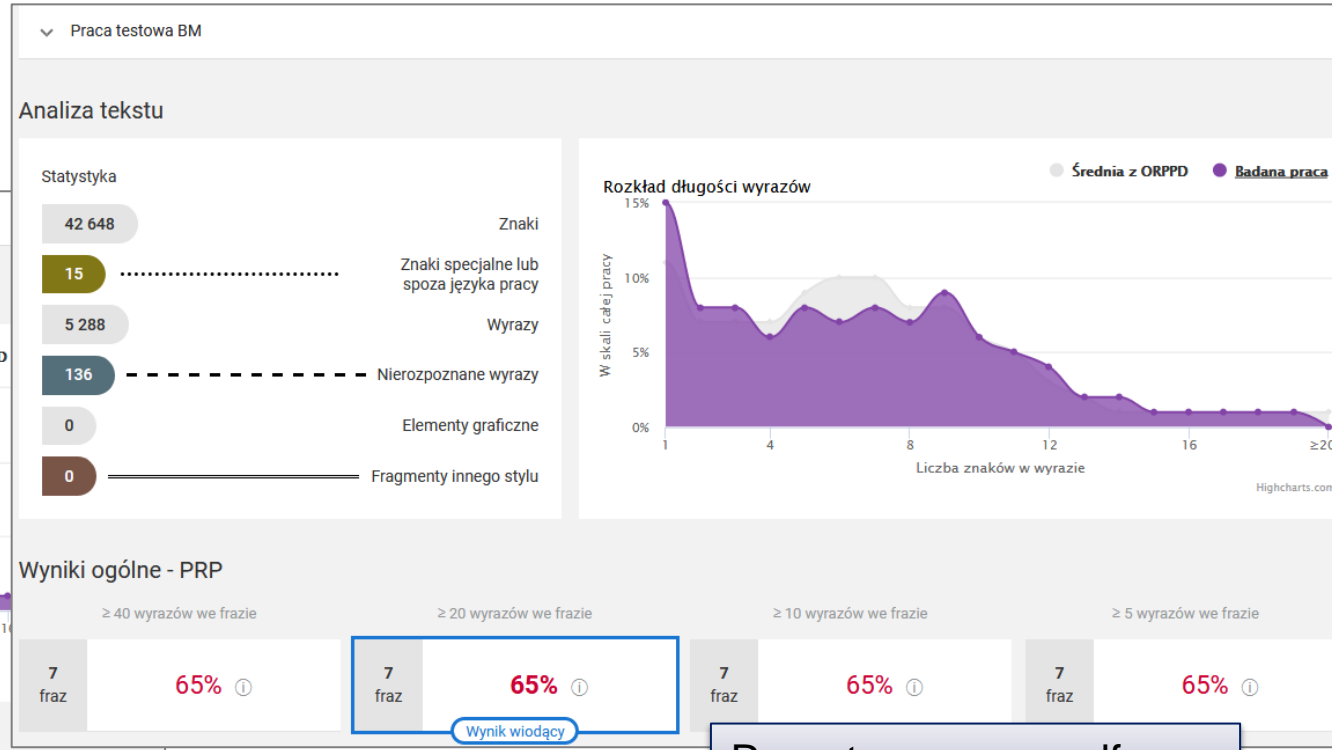 Praca testowa BM
Analiza tekstu
Statystyka
42 648 Znaki
15 Znaki specjalne lub
spoza języka pracy
5 288 Wyrazy
136 Nierozpoznane wyrazy
0 Elementy graficzne
0 Fragmenty innego stylu
Średnia z ORPPD Badana praca
Rozkład długości wyrazów
15%
10%
5%
0%
W skali całej pracy
1 4 8 12 16 ≥20
Liczba znaków w wyrazie
Highcharts.com
Wyniki ogólne - PRP
≥ 40 wyrazów we frazie ≥ 20 wyrazów we frazie ≥ 10 wyrazów we frazie ≥ 5 wyrazów we frazie
7 fraz 65% 7 fraz 65% 7 fraz 65% 7 fraz 65%
Wynik wiodący